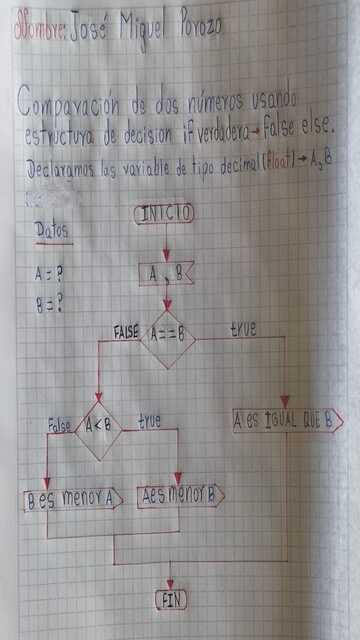 Nombre: José Miguel Porozo
Comparación de dos números usando
estructura de decision if verdadera → false else.
Declaramos las variable de tipo decimal (float) → A, B
INICIO
Datos
A = ?
B = ?
A , B
A==B
FALSE
true
A<B
False
true
A es IGUAL QUE B
B es menor A
A es menor B
FIN